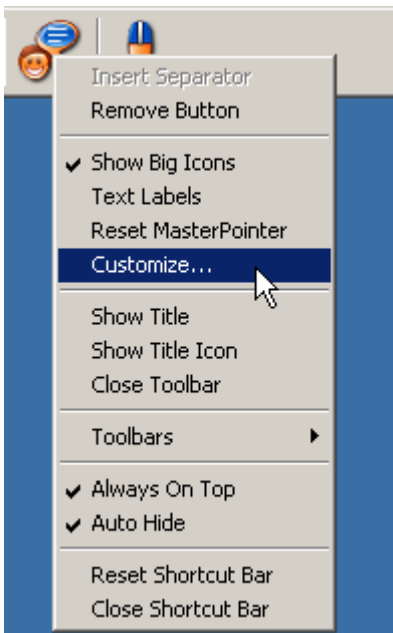 Insert Separator
Remove Button
Show Big Icons
Text Labels
Reset MasterPointer
Customize...
Show Title
Show Title Icon
Close Toolbar
Toolbars
Always On Top
Auto Hide
Reset Shortcut Bar
Close Shortcut Bar